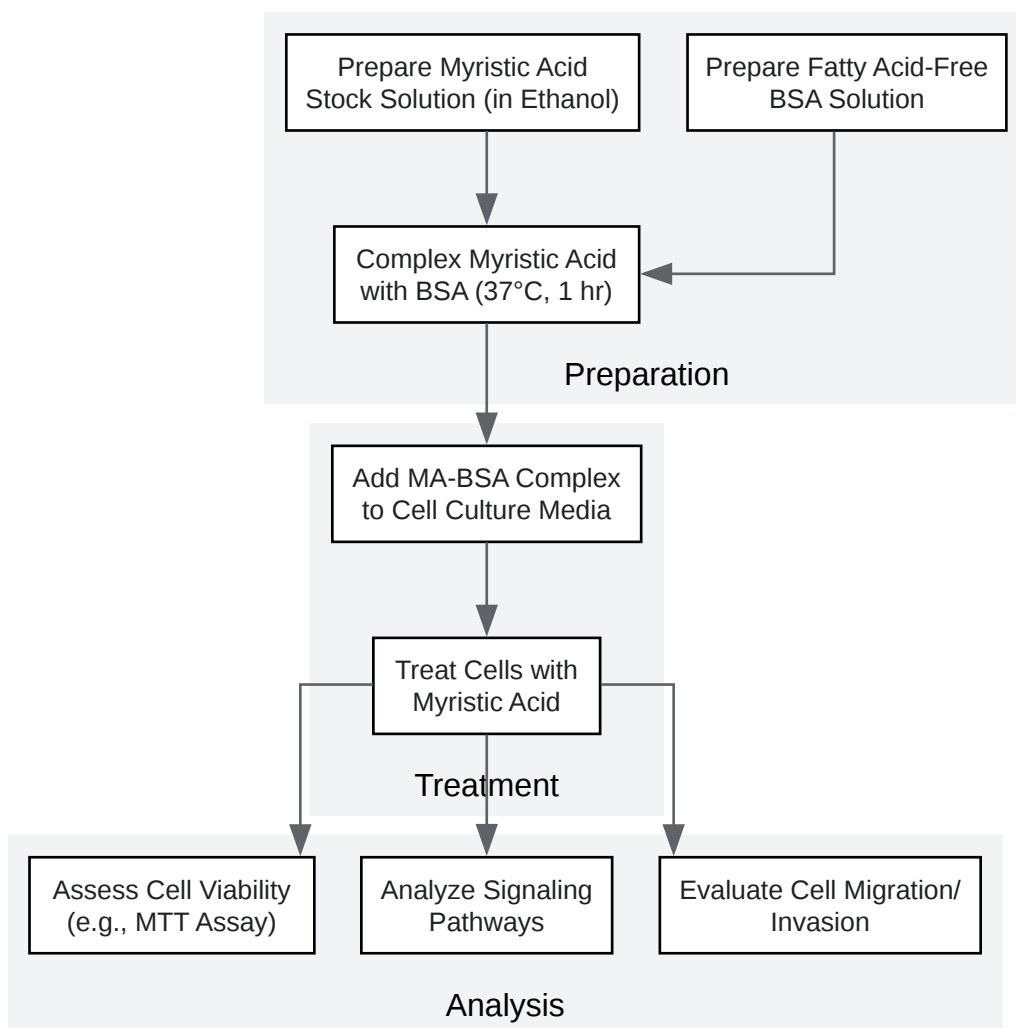 Prepare Myristic Acid
Stock Solution (in Ethanol)
Prepare Fatty Acid-Free
BSA Solution
Complex Myristic Acid
with BSA (37°C, 1 hr)
Preparation
Add MA-BSA Complex
to Cell Culture Media
Treat Cells with
Myristic Acid
Treatment
Assess Cell Viability
(e.g., MTT Assay)
Analyze Signaling
Pathways
Evaluate Cell Migration/
Invasion
Analysis